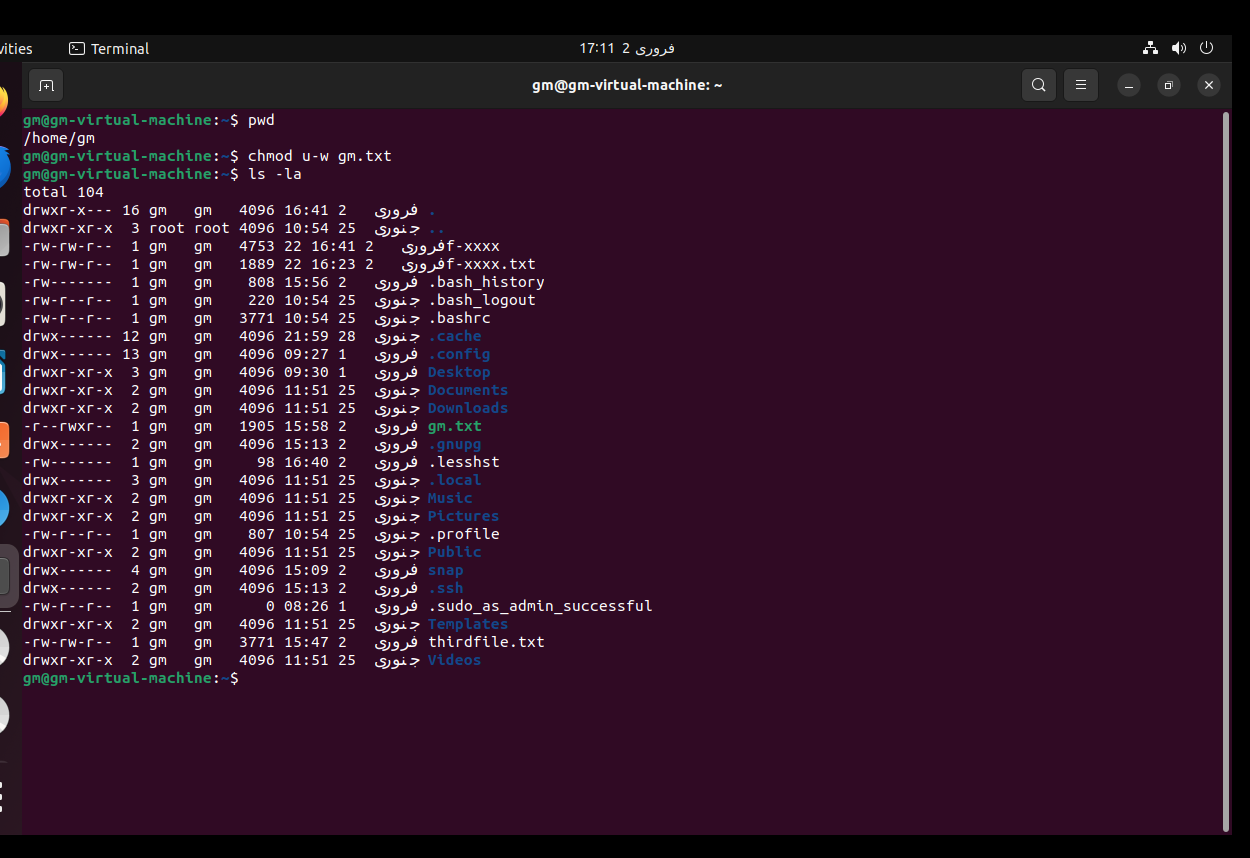 vities Terminal 17:11 2 فروری
gm@gm-virtual-machine: ~
gm@gm-virtual-machine:~$ pwd
/home/gm
gm@gm-virtual-machine:~$ chmod u-w gm.txt
gm@gm-virtual-machine:~$ ls -la
total 104
drwxr-x--- 16 gm   gm   4096 16:41 2   فروری .
drwxr-xr-x  3 root root 4096 10:54 25  جنوری ..
-rw-rw-r--  1 gm   gm   4753 22 16:41 2   فروریf-xxxx
-rw-rw-r--  1 gm   gm   1889 22 16:23 2   فروریf-xxxx.txt
-rw-------  1 gm   gm    808 15:56 2   فروری .bash_history
-rw-r--r--  1 gm   gm    220 10:54 25  جنوری .bash_logout
-rw-r--r--  1 gm   gm   3771 10:54 25  جنوری .bashrc
drwx------ 12 gm   gm   4096 21:59 28  جنوری .cache
drwx------ 13 gm   gm   4096 09:27 1   فروری .config
drwxr-xr-x  3 gm   gm   4096 09:30 1   فروری Desktop
drwxr-xr-x  2 gm   gm   4096 11:51 25  جنوری Documents
drwxr-xr-x  2 gm   gm   4096 11:51 25  جنوری Downloads
-r--rwxr--  1 gm   gm   1905 15:58 2   فروری gm.txt
drwx------  2 gm   gm   4096 15:13 2   فروری .gnupg
-rw-------  1 gm   gm     98 16:40 2   فروری .lesshst
drwx------  3 gm   gm   4096 11:51 25  جنوری .local
drwxr-xr-x  2 gm   gm   4096 11:51 25  جنوری Music
drwxr-xr-x  2 gm   gm   4096 11:51 25  جنوری Pictures
-rw-r--r--  1 gm   gm    807 10:54 25  جنوری .profile
drwxr-xr-x  2 gm   gm   4096 11:51 25  جنوری Public
drwx------  4 gm   gm   4096 15:09 2   فروری snap
drwx------  2 gm   gm   4096 15:13 2   فروری .ssh
-rw-r--r--  1 gm   gm      0 08:26 1   فروری .sudo_as_admin_successful
drwxr-xr-x  2 gm   gm   4096 11:51 25  جنوری Templates
-rw-rw-r--  1 gm   gm   3771 15:47 2   فروری thirdfile.txt
drwxr-xr-x  2 gm   gm   4096 11:51 25  جنوری Videos
gm@gm-virtual-machine:~$